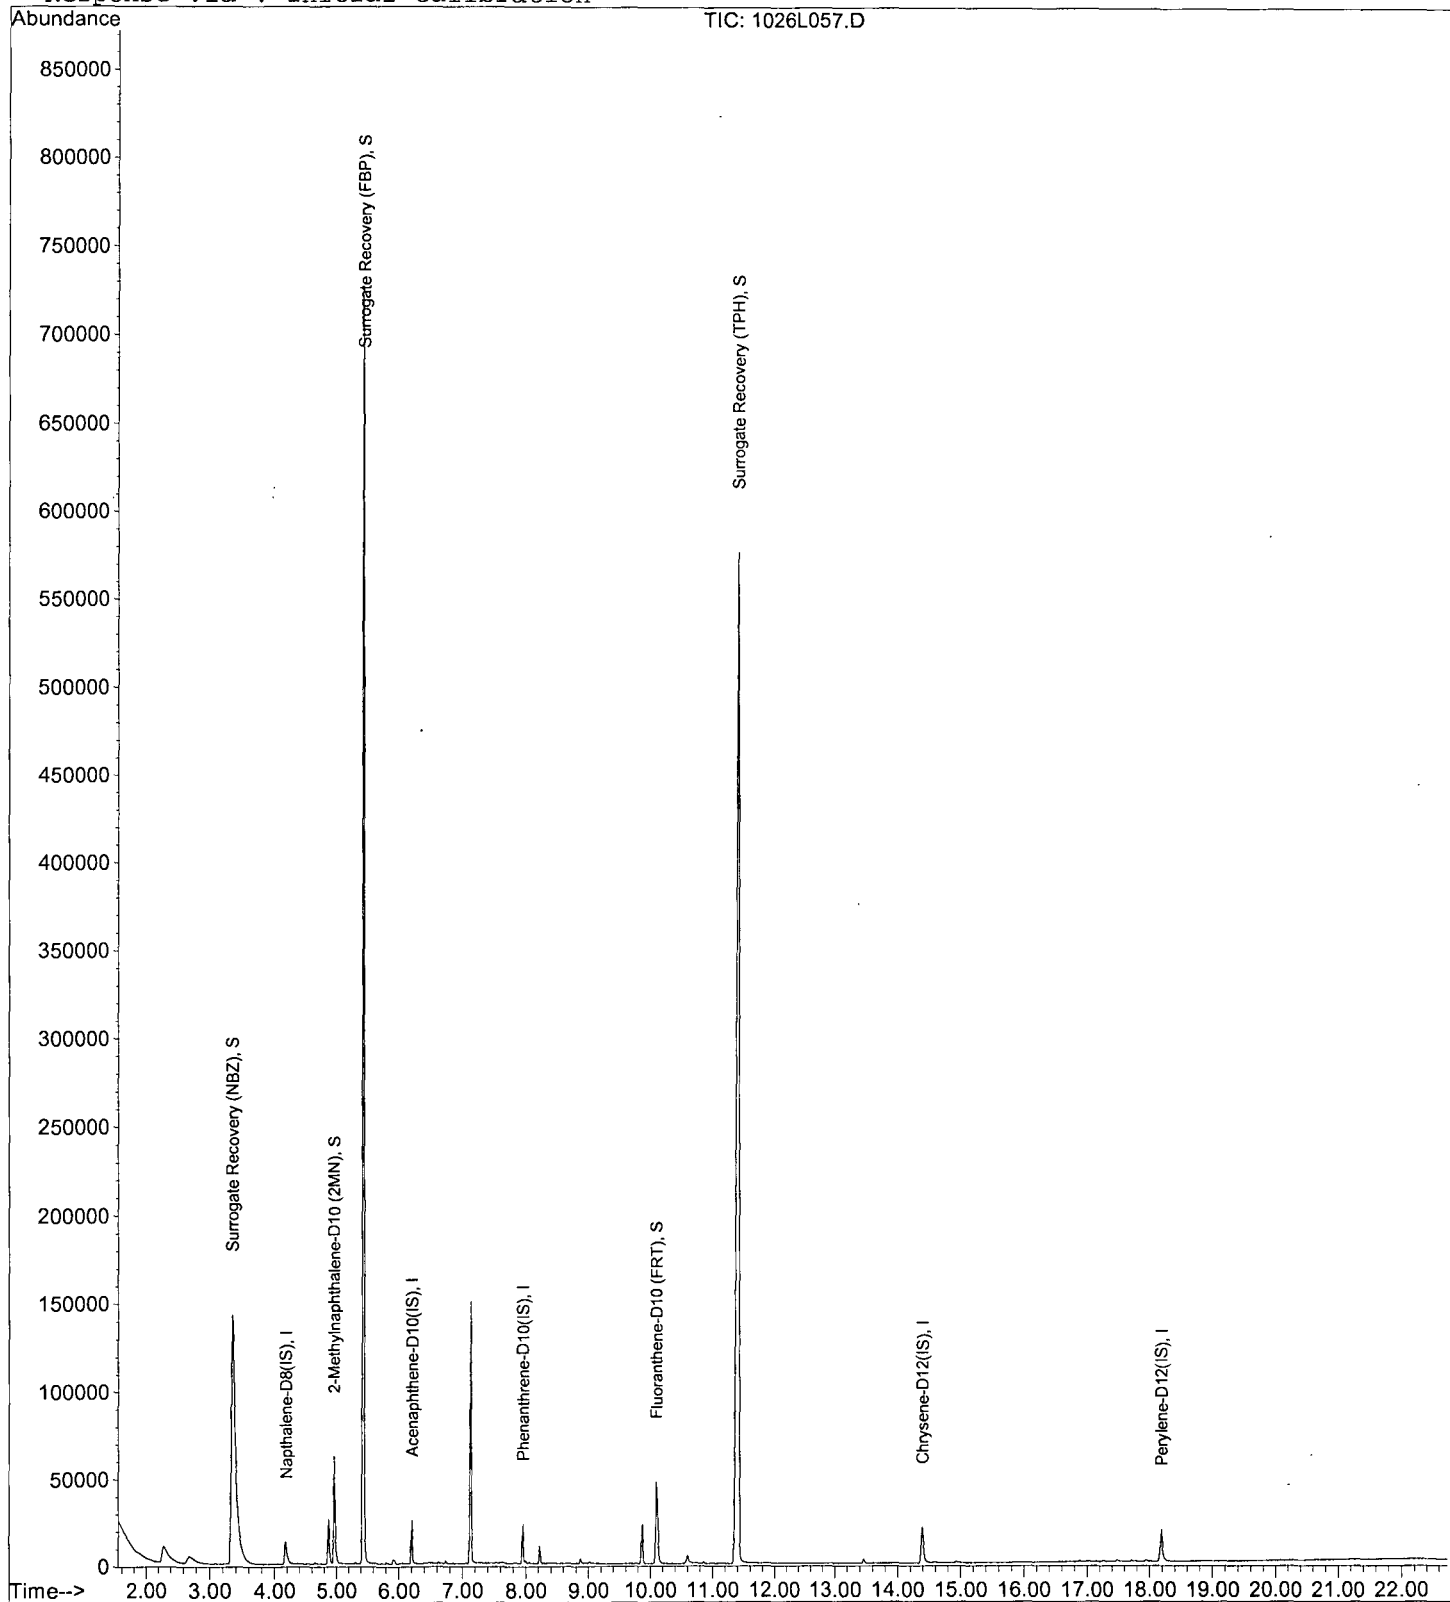 Response via : Initial Calibration
Abundance
TIC: 1026L057.D
850000
800000
750000
700000
650000
600000
550000
500000
450000
400000
350000
300000
250000
200000
150000
100000
50000
0
Surrogate Recovery (NBZ), S
Napthalene-D8(IS), I
2-Methylnaphthalene-D10 (2MN), S
Surrogate Recovery (FBP), S
Acenaphthene-D10(IS), I
Phenanthrene-D10(IS), I
Fluoranthene-D10 (FRT), S
Surrogate Recovery (TPH), S
Chrysene-D12(IS), I
Perylene-D12(IS), I
Time--> 2.00 3.00 4.00 5.00 6.00 7.00 8.00 9.00 10.00 11.00 12.00 13.00 14.00 15.00 16.00 17.00 18.00 19.00 20.00 21.00 22.00